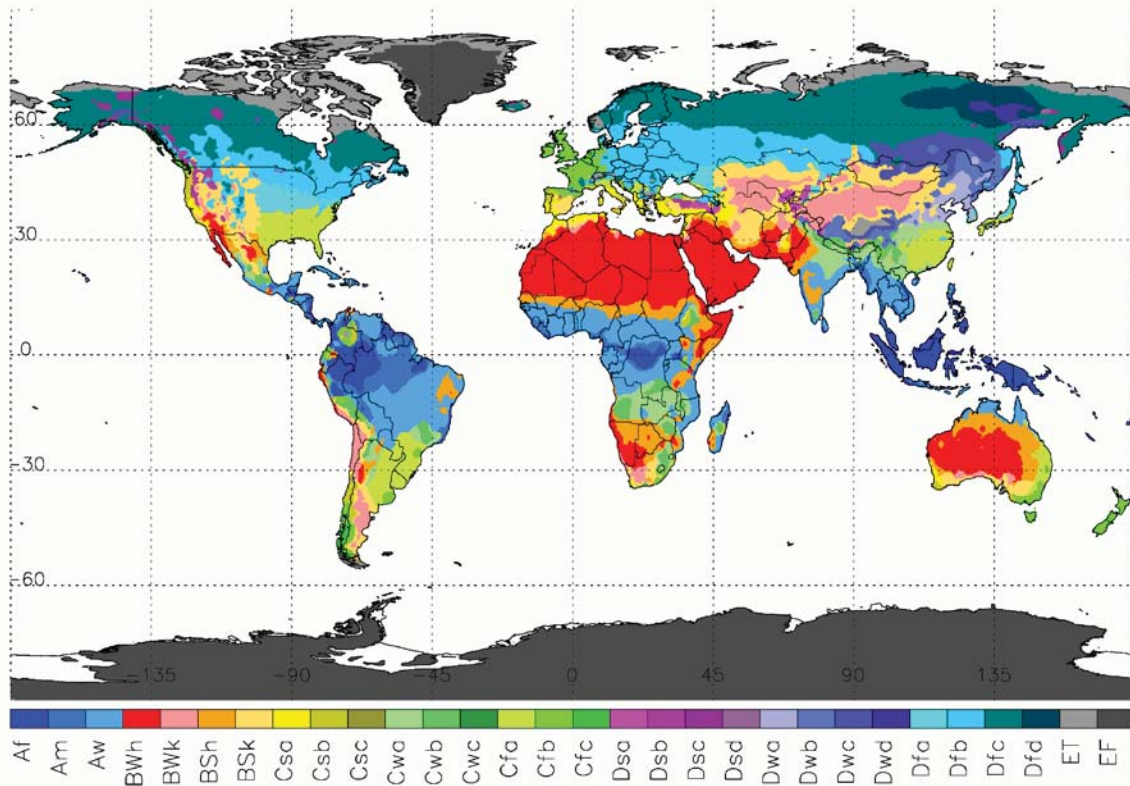 60
30
.0
-30
-60
-135 -90 -45 0 45 90 135
Af Am Aw BWh BWk BSh BSk Csa Csb Csc Cwa Cwb Cwc Cfa Cfb Cfc Dsa Dsb Dsc Dsd Dwa Dwb Dwc Dwd Dfa Dfb Dfc Dfd ET EF